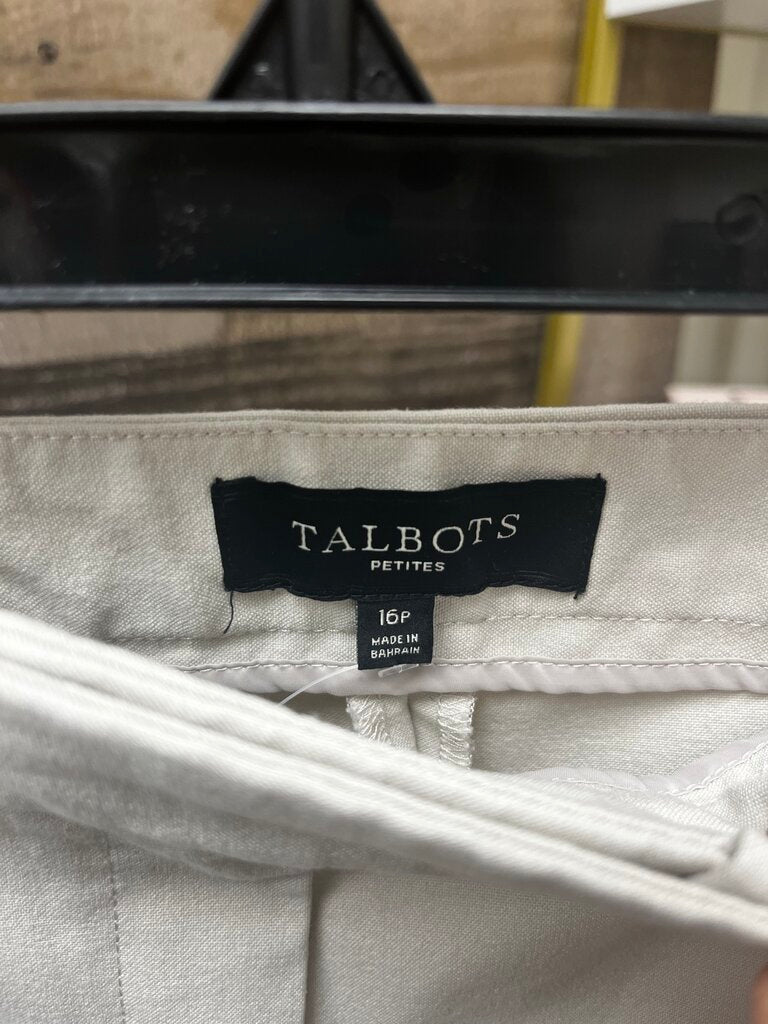 TALBOTS
PETITES
16P
MADE IN
BAHRAIN